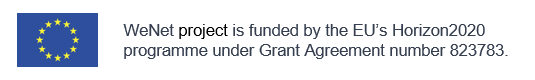 WeNet project is funded by the EU’s Horizon2020
programme under Grant Agreement number 823783.